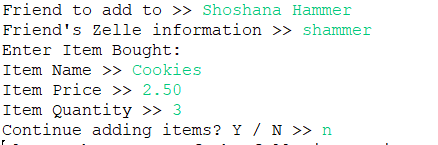 Friend to add to >> Shoshana Hammer
Friend's Zelle information >> shammer
Enter Item Bought:
Item Name >> Cookies
Item Price >> 2.50
Item Quantity >> 3
Continue adding items? Y / N >> n